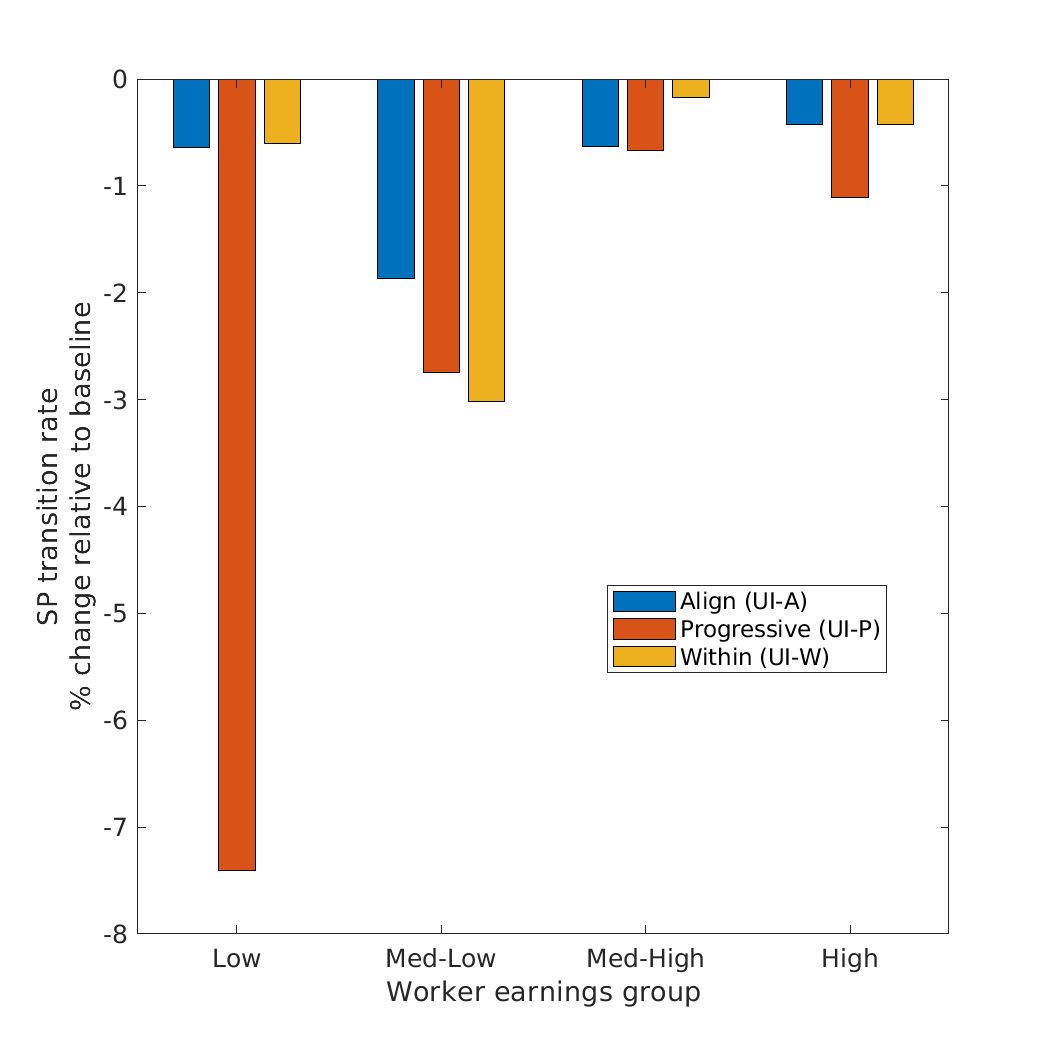 0
-1
-2
-3
-4
-5
-6
-7
-8
SP transition rate
% change relative to baseline
Align (UI-A)
Progressive (UI-P)
Within (UI-W)
Low
Med-Low
Med-High
High
Worker earnings group